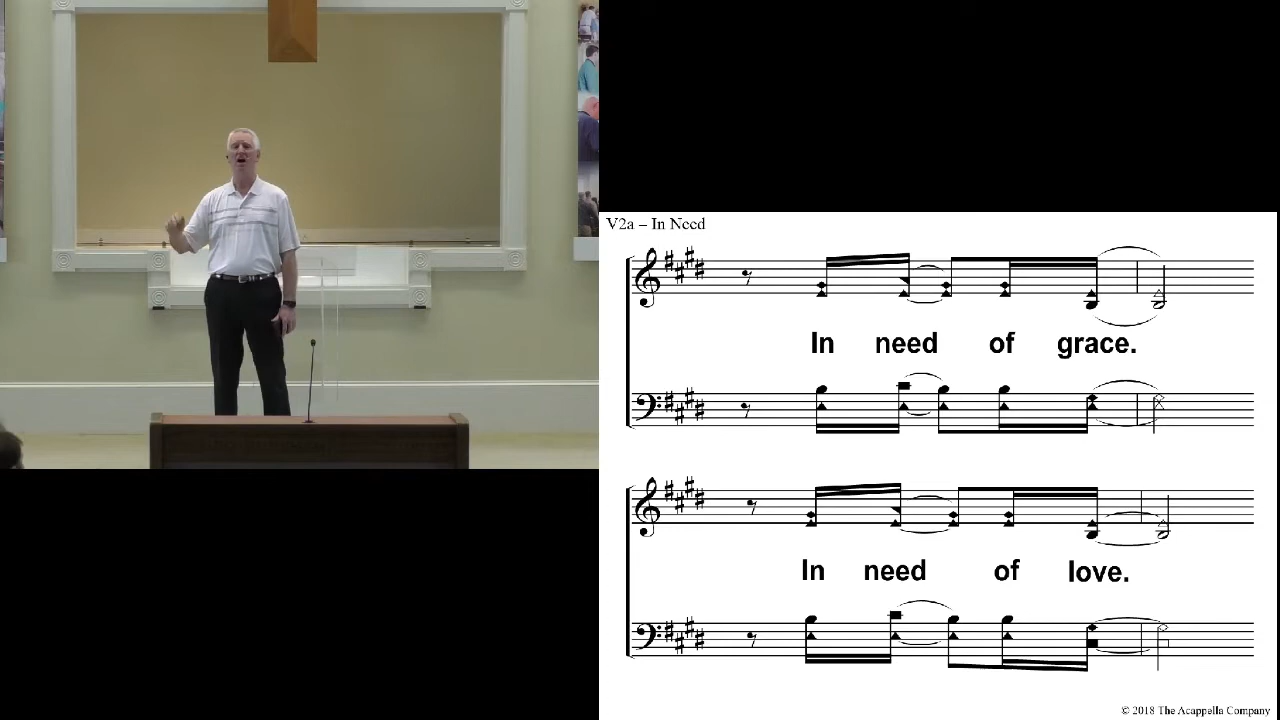 V2a – In Need
In need of grace.
In need of love.
© 2018 The Acappella Company